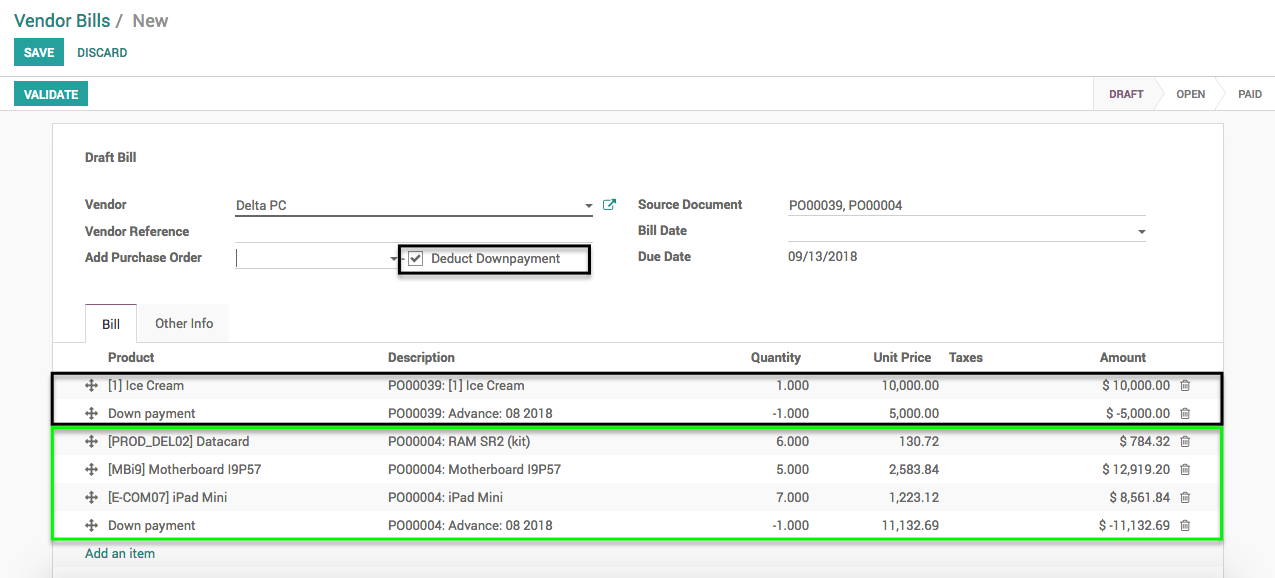 Vendor Bills / New
SAVE DISCARD
VALIDATE DRAFT OPEN PAID
Draft Bill
Vendor Delta PC Source Document PO00039, PO00004
Vendor Reference Bill Date
Add Purchase Order Deduct Downpayment Due Date 09/13/2018
Bill Other Info
Product Description Quantity Unit Price Taxes Amount
[1] Ice Cream PO00039: [1] Ice Cream 1.000 10,000.00 $ 10,000.00
Down payment PO00039: Advance: 08 2018 -1.000 5,000.00 $ -5,000.00
[PROD_DEL02] Datacard PO00004: RAM SR2 (kit) 6.000 130.72 $ 784.32
[MBi9] Motherboard I9P57 PO00004: Motherboard I9P57 5.000 2,583.84 $ 12,919.20
[E-COM07] iPad Mini PO00004: iPad Mini 7.000 1,223.12 $ 8,561.84
Down payment PO00004: Advance: 08 2018 -1.000 11,132.69 $ -11,132.69
Add an item